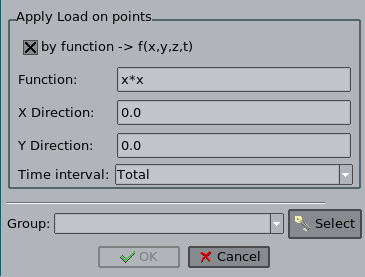 Apply Load on points
by function -> f(x,y,z,t)
Function: x*x
X Direction: 0.0
Y Direction: 0.0
Time interval: Total
Group: Select
OK Cancel